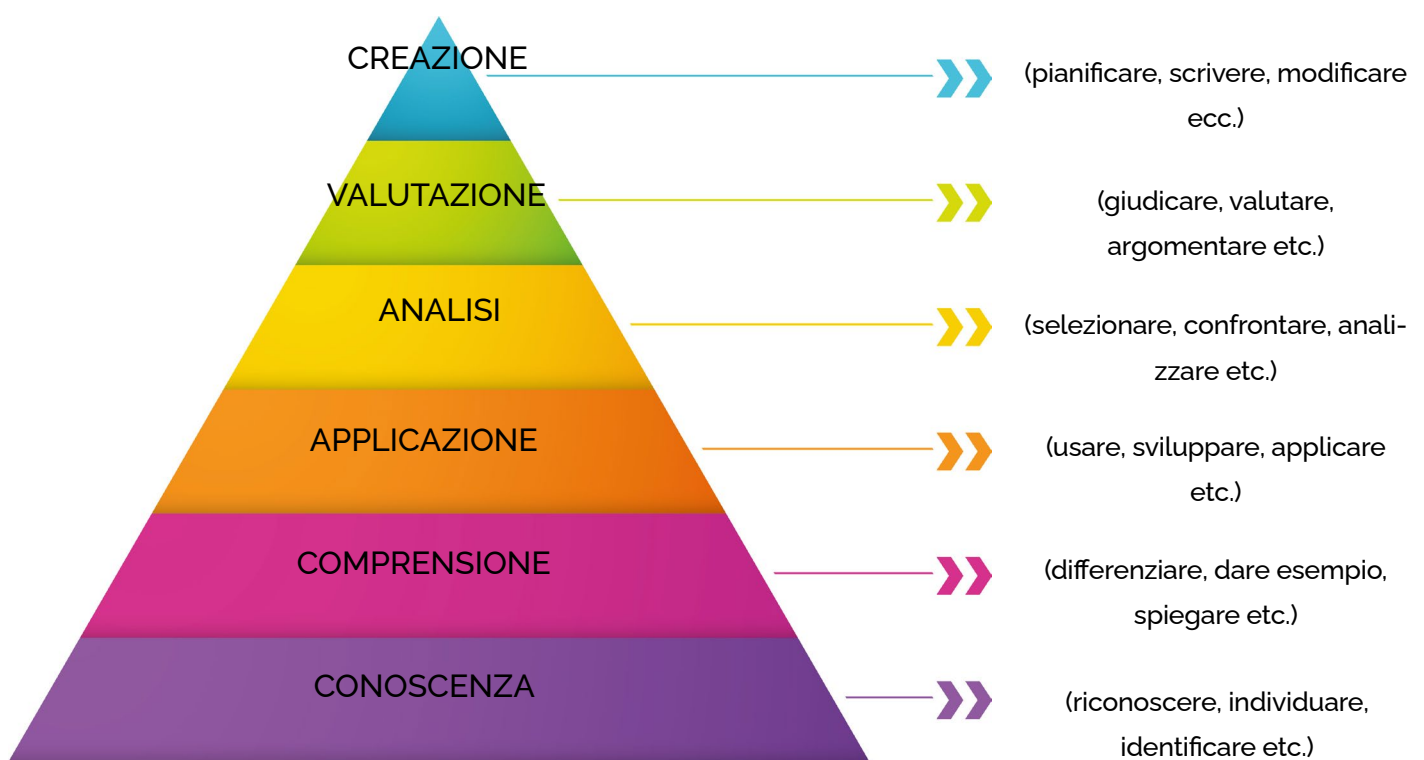 CREAZIONE
(pianificare, scrivere, modificare
ecc.)
VALUTAZIONE
(giudicare, valutare,
argomentare etc.)
ANALISI
(selezionare, confrontare, anali-
zzare etc.)
APPLICAZIONE
(usare, sviluppare, applicare
etc.)
COMPRENSIONE
(differenziare, dare esempio,
spiegare etc.)
CONOSCENZA
(riconoscere, individuare,
identificare etc.)